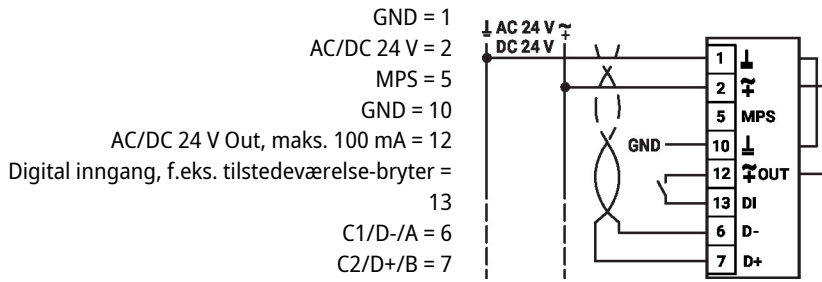 GND = 1
AC/DC 24 V = 2
MPS = 5
GND = 10
AC/DC 24 V Out, maks. 100 mA = 12
Digital inngang, f.eks. tilstedeværelse-bryter =
13
C1/D-/A = 6
C2/D+/B = 7
AC 24 V
DC 24 V
1
2
5 MPS
GND 10
12 OUT
13 DI
6 D-
7 D+